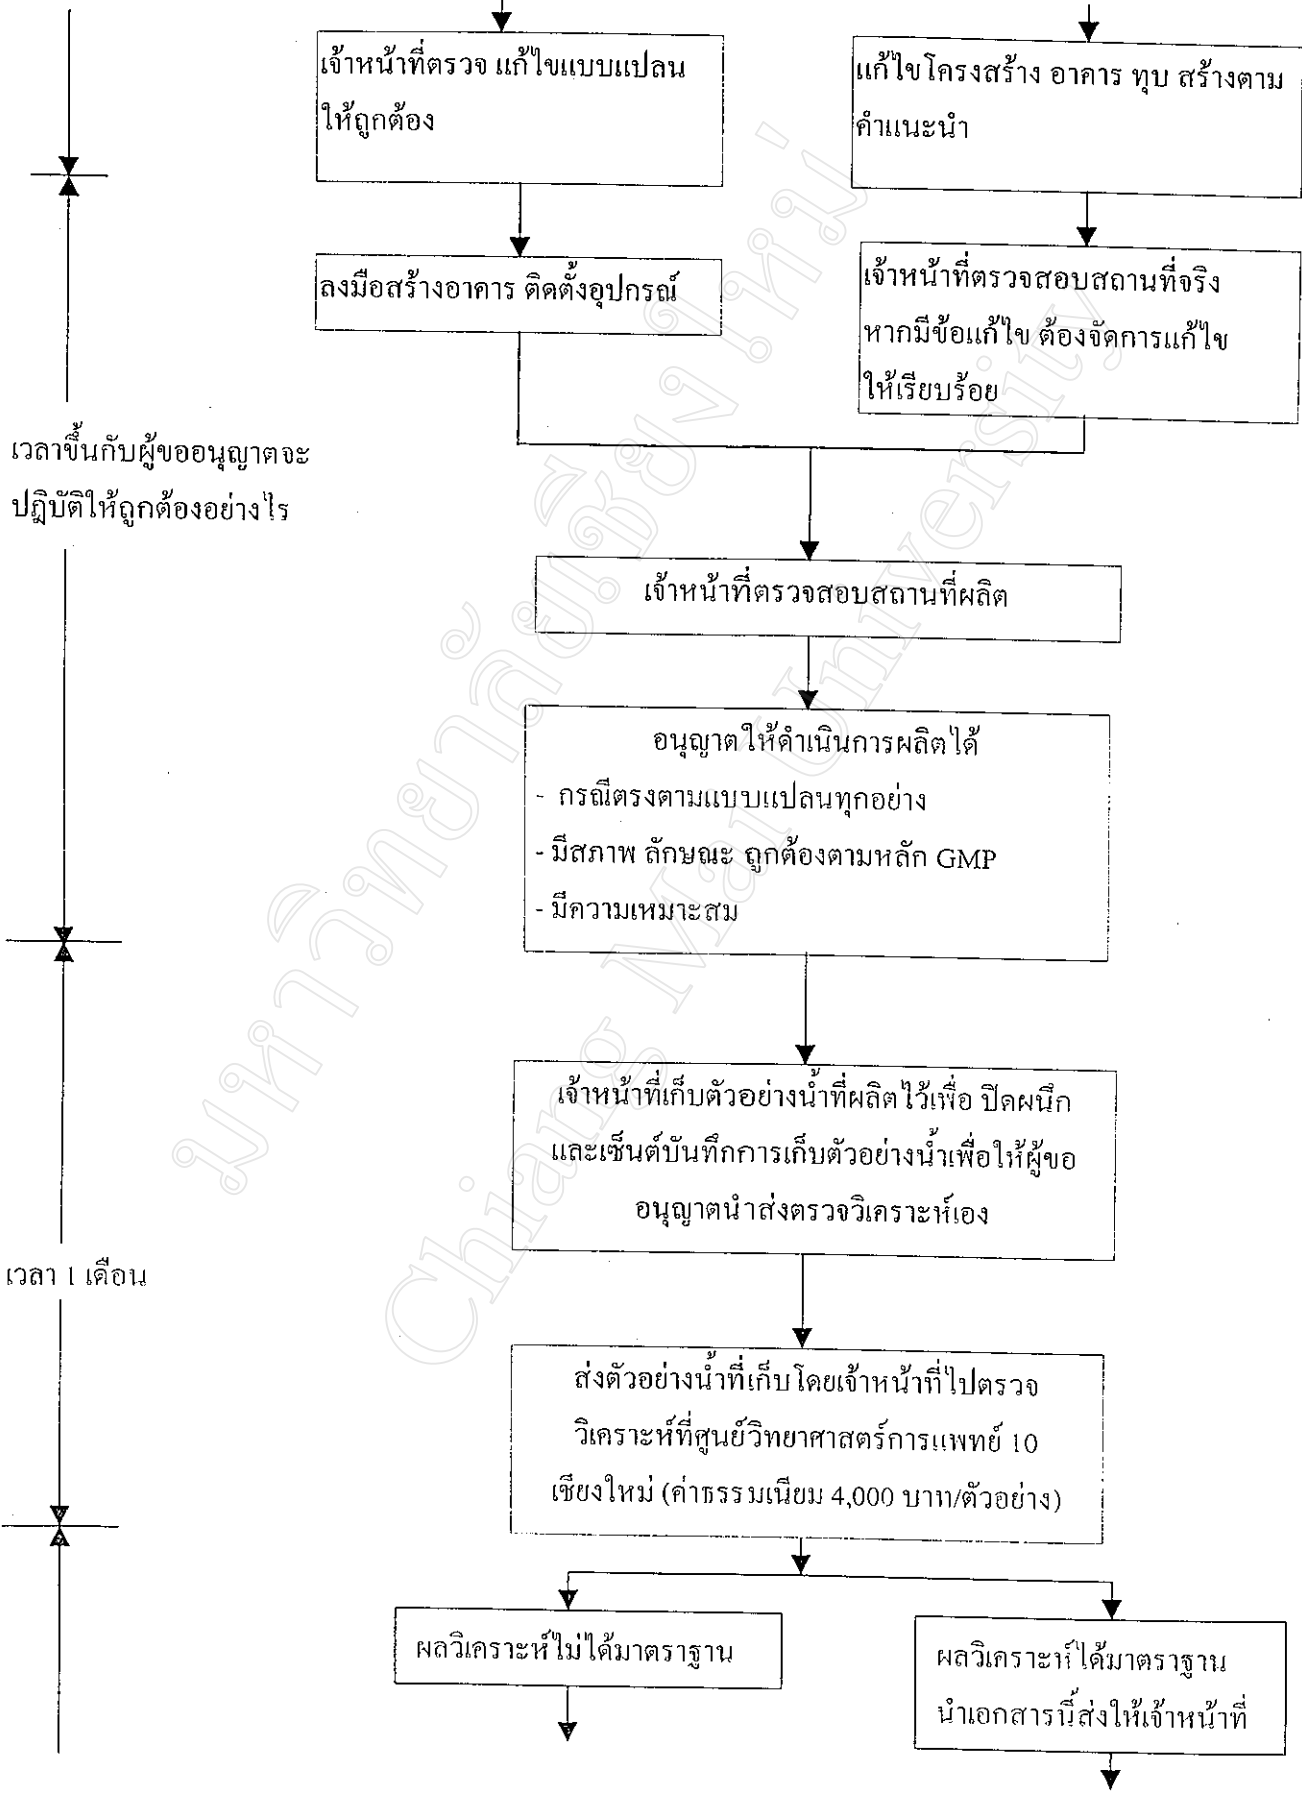 เจ้าหน้าที่ตรวจ แก้ไขแบบแปลน
ให้ถูกต้อง
แก้ไขโครงสร้าง อาคาร ทุบ สร้างตาม
คำแนะนำ
ลงมือสร้างอาคาร ติดตั้งอุปกรณ์
เจ้าหน้าที่ตรวจสอบสถานที่จริง
หากมีข้อแก้ไข ต้องจัดการแก้ไข
ให้เรียบร้อย
เวลาขึ้นกับผู้ขออนุญาตจะ
ปฎิบัติให้ถูกต้องอย่างไร
เจ้าหน้าที่ตรวจสอบสถานที่ผลิต
อนุญาตให้ดำเนินการผลิตได้
- กรณีตรงตามแบบแปลนทุกอย่าง
- มีสภาพ ลักษณะ ถูกต้องตามหลัก GMP
- มีความเหมาะสม
เจ้าหน้าที่เก็บตัวอย่างน้ำที่ผลิตไว้เพื่อ ปิดผนึก
และเซ็นต์บันทึกการเก็บตัวอย่างน้ำเพื่อให้ผู้ขอ
อนุญาตนำส่งตรวจวิเคราะห์เอง
เวลา 1 เดือน
ส่งตัวอย่างน้ำที่เก็บโดยเจ้าหน้าที่ไปตรวจ
วิเคราะห์ที่ศูนย์วิทยาศาสตร์การแพทย์ 10
เชียงใหม่ (ค่าธรรมเนียม 4,000 บาท/ตัวอย่าง)
ผลวิเคราะห์ไม่ได้มาตราฐาน
ผลวิเคราะห์ได้มาตราฐาน
นำเอกสารนี้ส่งให้เจ้าหน้าที่
มหาวิทยาลัยเชียงใหม่
Chiang Mai University